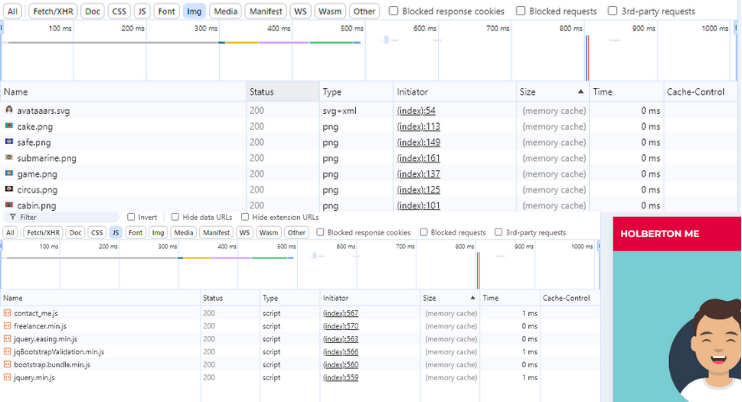 All Fetch/XHR Doc CSS JS Font Img Media Manifest WS Wasm Other Blocked response cookies Blocked requests 3rd-party requests
100 ms 200 ms 300 ms 400 ms 500 ms 600 ms 700 ms 800 ms 900 ms 1000 ms
Name Status Type Initiator Size Time Cache-Control
avataaars.svg 200 svg+xml (index):54 (memory cache) 0 ms
cake.png 200 png (index):113 (memory cache) 0 ms
safe.png 200 png (index):149 (memory cache) 0 ms
submarine.png 200 png (index):161 (memory cache) 0 ms
game.png 200 png (index):137 (memory cache) 0 ms
circus.png 200 png (index):125 (memory cache) 0 ms
cabin.png 200 png (index):101 (memory cache) 0 ms
Filter Invert Hide data URLs Hide extension URLs
All Fetch/XHR Doc CSS JS Font Img Media Manifest WS Wasm Other Blocked response cookies Blocked requests 3rd-party requests
100 ms 200 ms 300 ms 400 ms 500 ms 600 ms 700 ms 800 ms 900 ms 1000 ms
Name Status Type Initiator Size Time Cache-Control
contact_me.js 200 script (index):567 (memory cache) 1 ms
freelancer.min.js 200 script (index):570 (memory cache) 0 ms
jquery.easing.min.js 200 script (index):563 (memory cache) 0 ms
jqBootstrapValidation.min.js 200 script (index):566 (memory cache) 1 ms
bootstrap.bundle.min.js 200 script (index):560 (memory cache) 0 ms
jquery.min.js 200 script (index):559 (memory cache) 1 ms
HOLBERTON ME